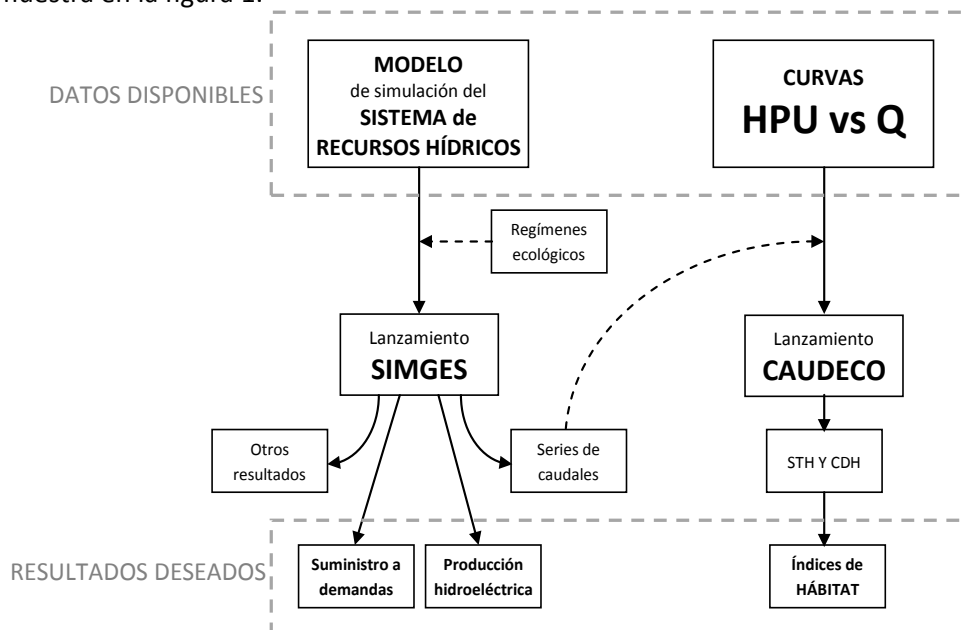 muestra en la figura 1.
MODELO
de simulación del
SISTEMA de
RECURSOS HÍDRICOS
CURVAS
HPU vs Q
DATOS DISPONIBLES
Regímenes
ecológicos
Lanzamiento
SIMGES
Lanzamiento
CAUDECO
Otros
resultados
Series de
caudales
STH Y CDH
RESULTADOS DESEADOS
Suministro a
demandas
Producción
hidroeléctrica
Índices de
HÁBITAT